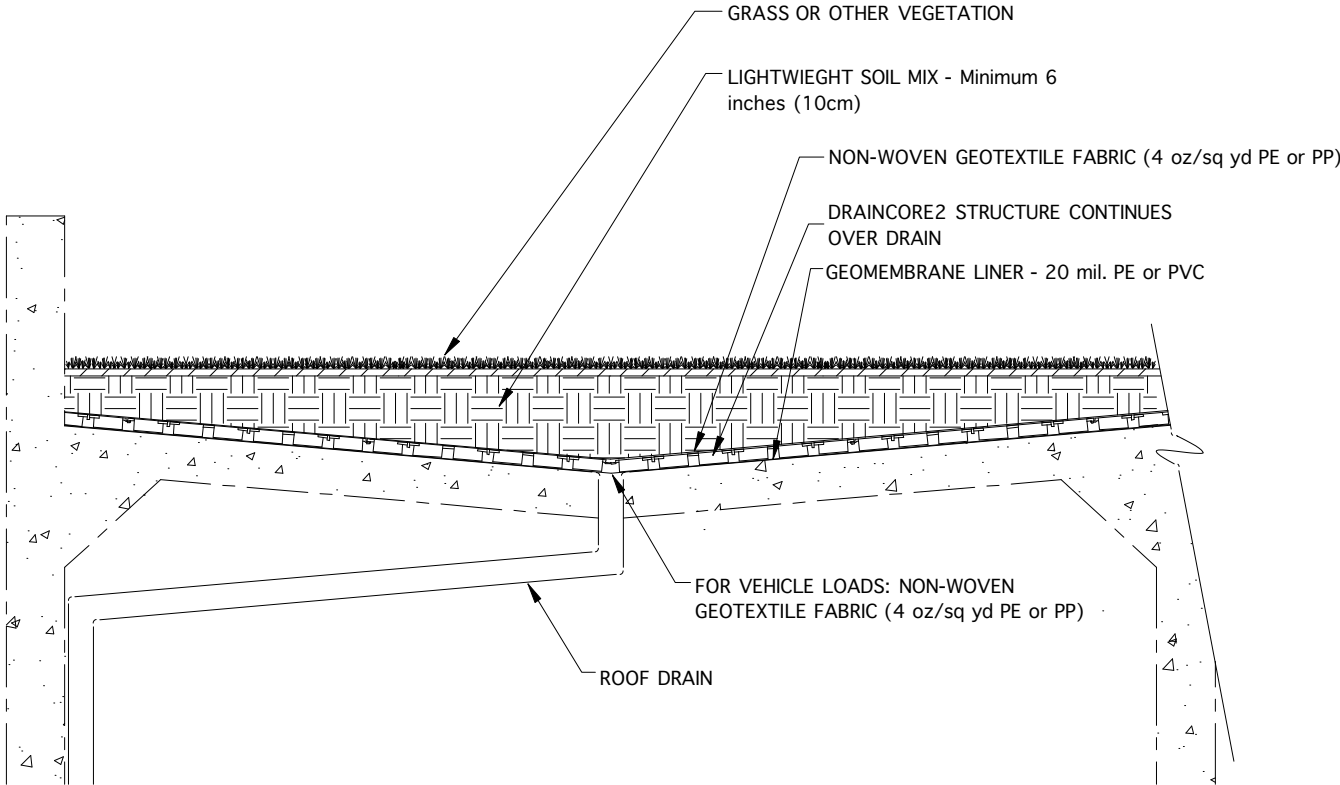 GRASS OR OTHER VEGETATION
LIGHTWIEGHT SOIL MIX - Minimum 6
inches (10cm)
NON-WOVEN GEOTEXTILE FABRIC (4 oz/sq yd PE or PP)
DRAINCORE2 STRUCTURE CONTINUES
OVER DRAIN
GEOMEMBRANE LINER - 20 mil. PE or PVC
FOR VEHICLE LOADS: NON-WOVEN
GEOTEXTILE FABRIC (4 oz/sq yd PE or PP)
ROOF DRAIN